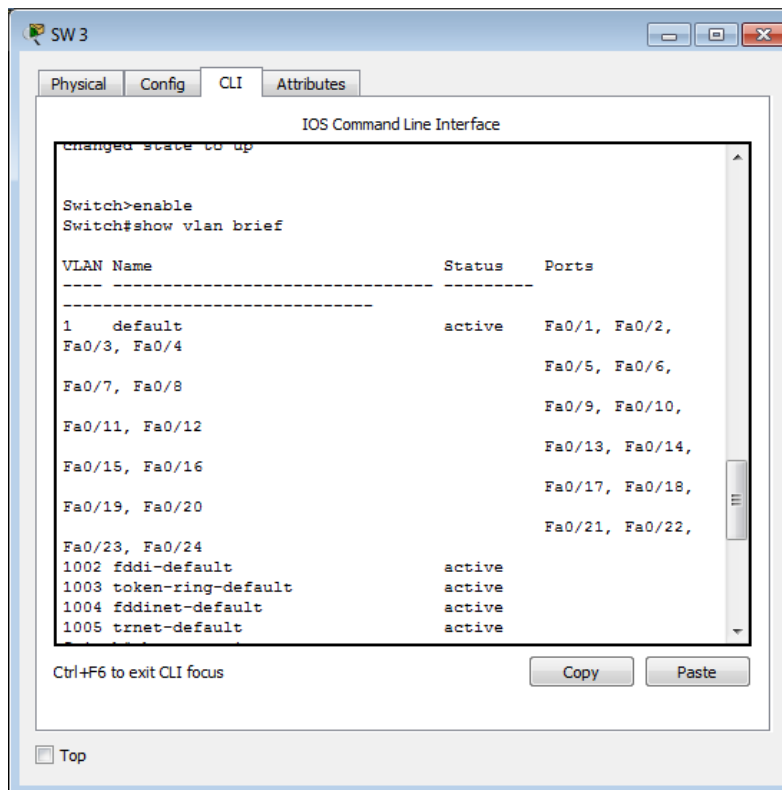 SW 3
Physical Config CLI Attributes
IOS Command Line Interface
changed state to up
Switch>enable
Switch#show vlan brief
VLAN Name                             Status    Ports
---- -------------------------------- ---------
-------------------------------
1    default                          active    Fa0/1, Fa0/2,
Fa0/3, Fa0/4
                                                Fa0/5, Fa0/6,
Fa0/7, Fa0/8
                                                Fa0/9, Fa0/10,
Fa0/11, Fa0/12
                                                Fa0/13, Fa0/14,
Fa0/15, Fa0/16
                                                Fa0/17, Fa0/18,
Fa0/19, Fa0/20
                                                Fa0/21, Fa0/22,
Fa0/23, Fa0/24
1002 fddi-default                     active
1003 token-ring-default               active
1004 fddinet-default                  active
1005 trnet-default                    active
Ctrl+F6 to exit CLI focus
Copy Paste
Top